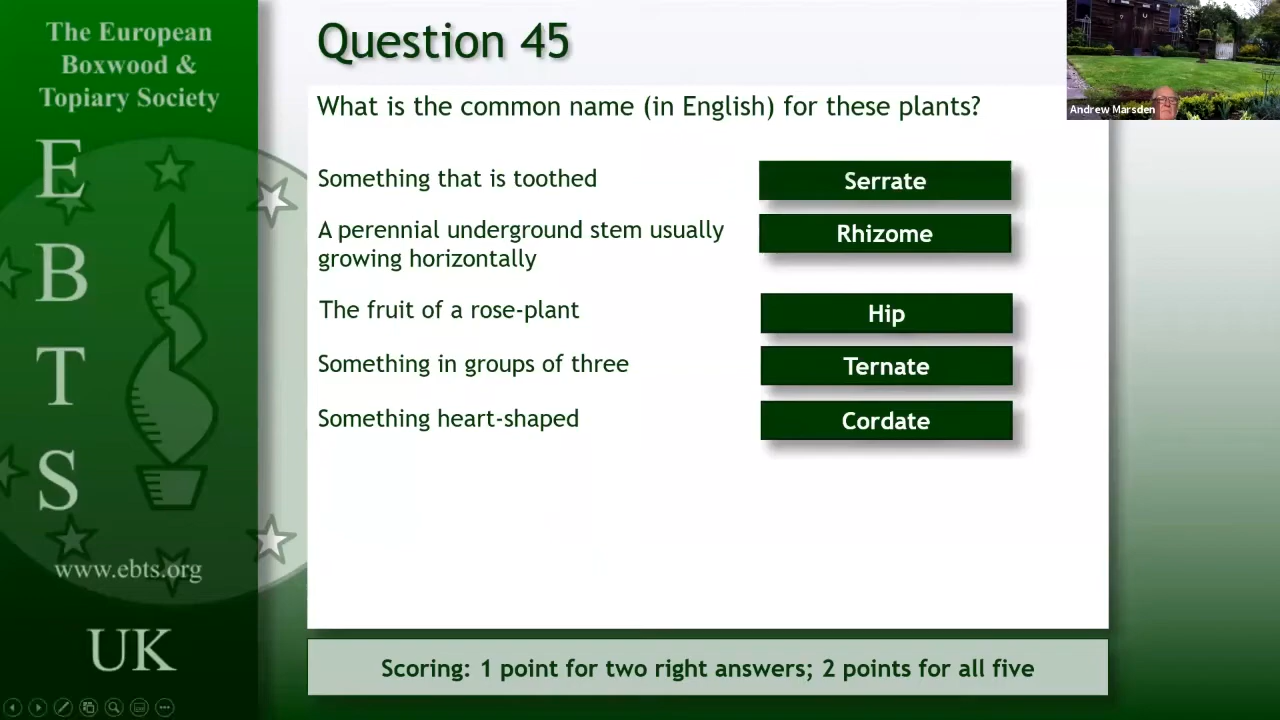 The European
Boxwood &
Topiary Society
E
B
T
S
www.ebts.org
UK
Question 45
What is the common name (in English) for these plants?
Something that is toothed
Serrate
A perennial underground stem usually
growing horizontally
Rhizome
The fruit of a rose-plant
Hip
Something in groups of three
Ternate
Something heart-shaped
Cordate
Scoring: 1 point for two right answers; 2 points for all five
Andrew Marsden